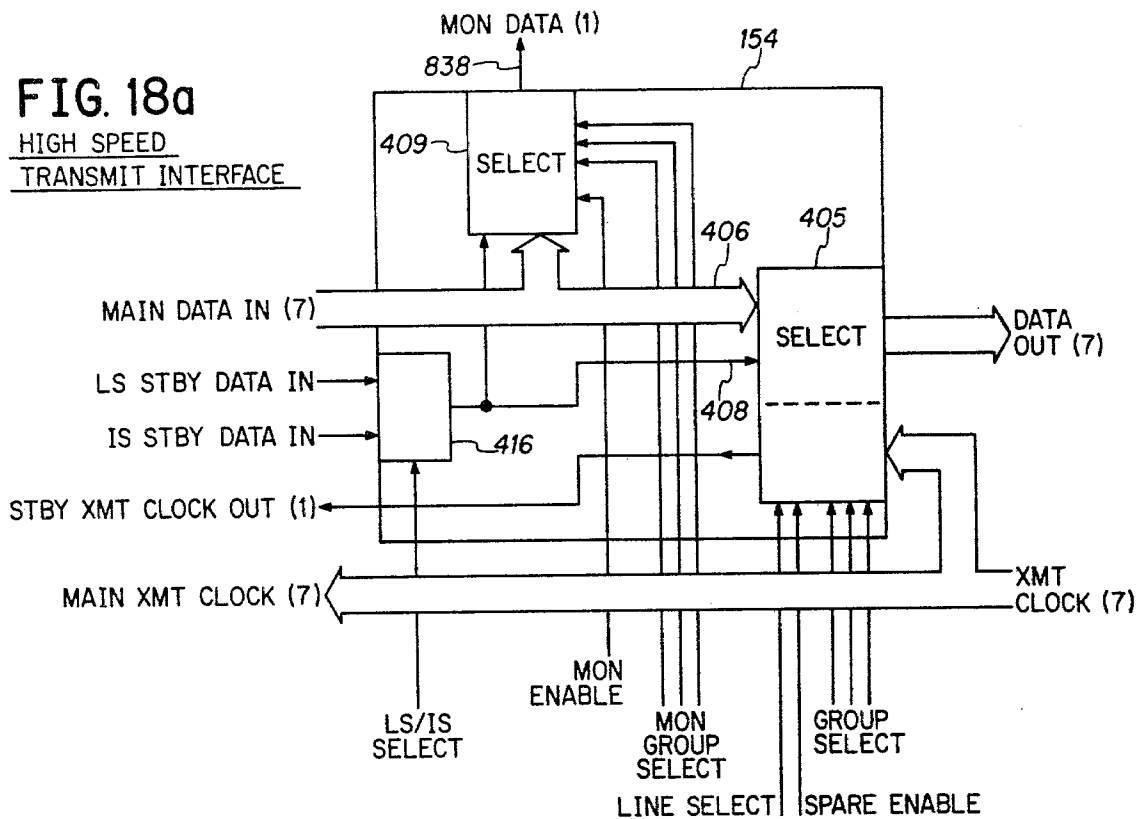 MON DATA (1)
838
154
FIG. 18a
HIGH SPEED
TRANSMIT INTERFACE
409
SELECT
406
405
MAIN DATA IN (7)
SELECT
DATA
OUT (7)
LS STBY DATA IN
408
IS STBY DATA IN
416
STBY XMT CLOCK OUT (1)
MAIN XMT CLOCK (7)
XMT
CLOCK (7)
MON
ENABLE
LS/IS
SELECT
MON
GROUP
SELECT
GROUP
SELECT
LINE SELECT
SPARE ENABLE